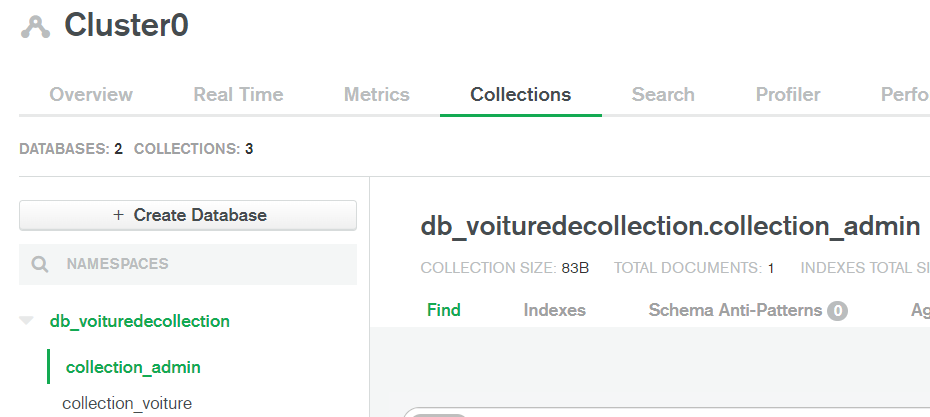 Cluster0
Overview Real Time Metrics Collections Search Profiler Perfo
DATABASES: 2 COLLECTIONS: 3
+ Create Database
NAMESPACES
db_voituredecollection
collection_admin
collection_voiture
db_voituredecollection.collection_admin
COLLECTION SIZE: 83B TOTAL DOCUMENTS: 1 INDEXES TOTAL SI
Find Indexes Schema Anti-Patterns 0 Ag